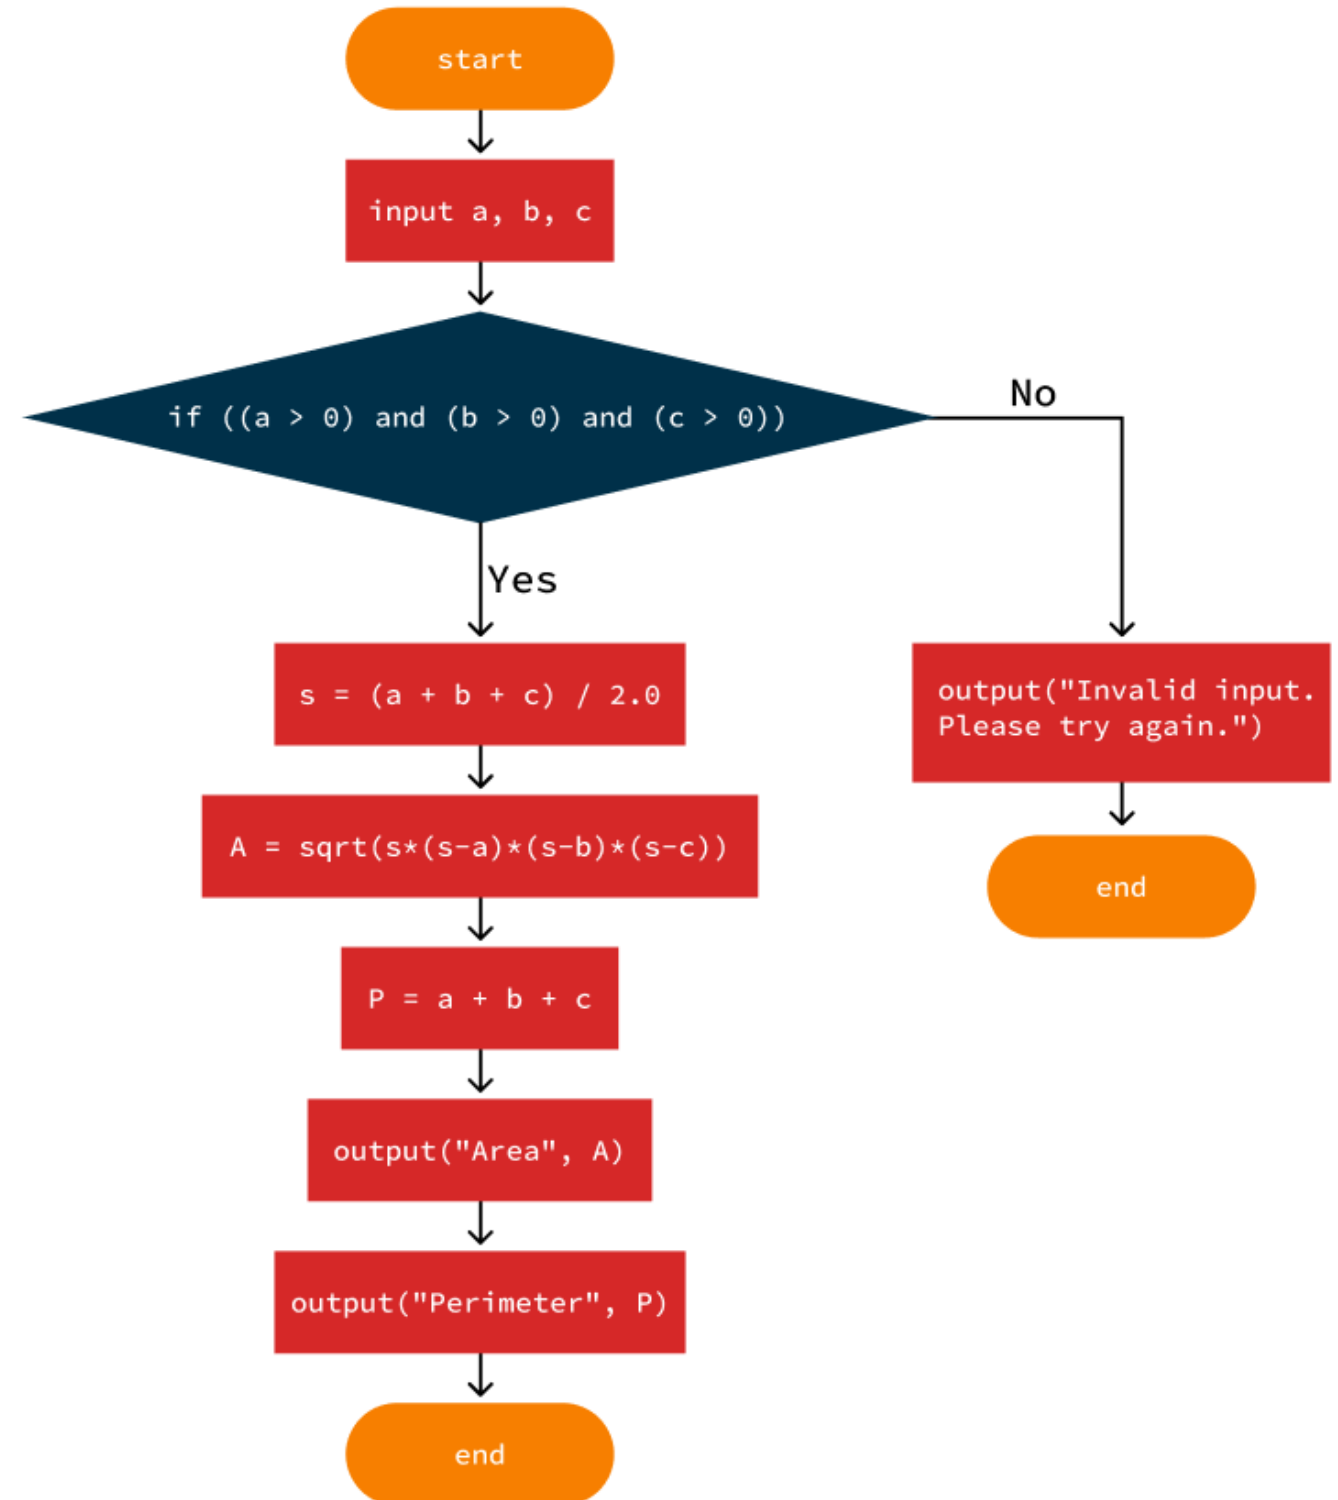 start
input a, b, c
if ((a > 0) and (b > 0) and (c > 0))
No
Yes
s = (a + b + c) / 2.0
output("Invalid input.
Please try again.")
A = sqrt(s*(s-a)*(s-b)*(s-c))
end
P = a + b + c
output("Area", A)
output("Perimeter", P)
end